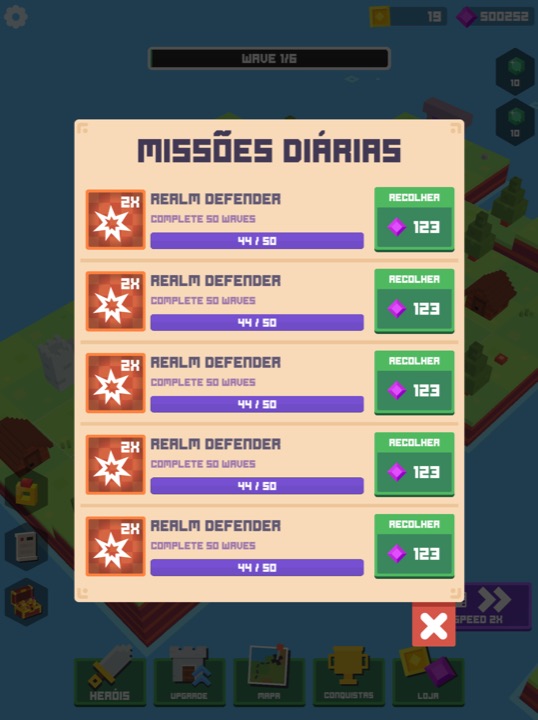 19
500252
WAVE 1/6
10
10
MISSÕES DIÁRIAS
2X
REALM DEFENDER
COMPLETE 50 WAVES
44 / 50
RECOLHER
123
2X
REALM DEFENDER
COMPLETE 50 WAVES
44 / 50
RECOLHER
123
2X
REALM DEFENDER
COMPLETE 50 WAVES
44 / 50
RECOLHER
123
2X
REALM DEFENDER
COMPLETE 50 WAVES
44 / 50
RECOLHER
123
2X
REALM DEFENDER
COMPLETE 50 WAVES
44 / 50
RECOLHER
123
SPEED 2X
HERÓIS
UPGRADE
MAPA
CONQUISTAS
LOJA